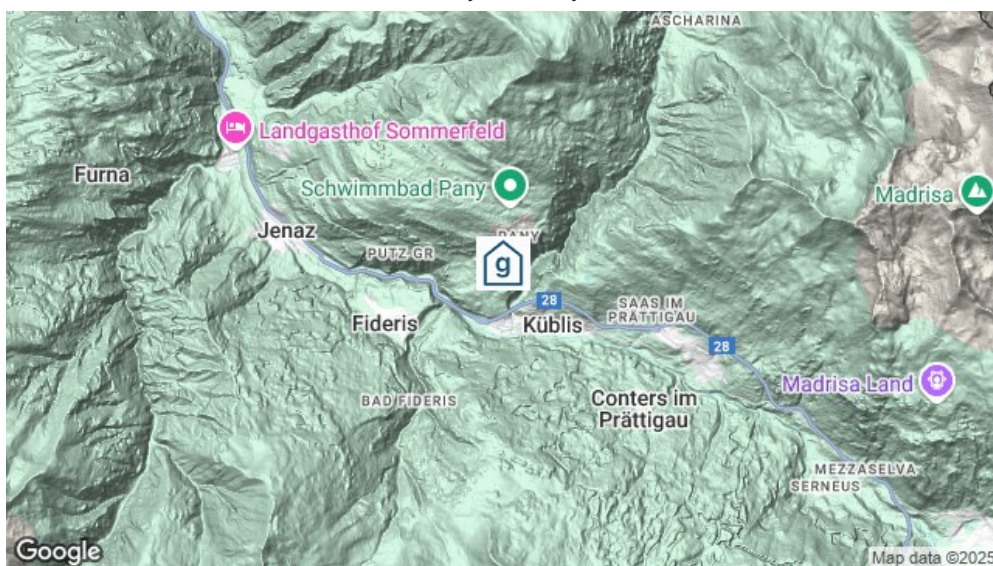 ASCHARINA
Landgasthof Sommerfeld
Furna
Schwimmbad Pany
Madrisa
Jenaz
PANY
PUTZ GR
g
28
SAAS IM
PRÄTTIGAU
Fideris
Küblis
28
Madrisa Land
BAD FIDERIS
Conters im
Prättigau
MEZZASELVA
SERNEUS
Google
Map data ©2025